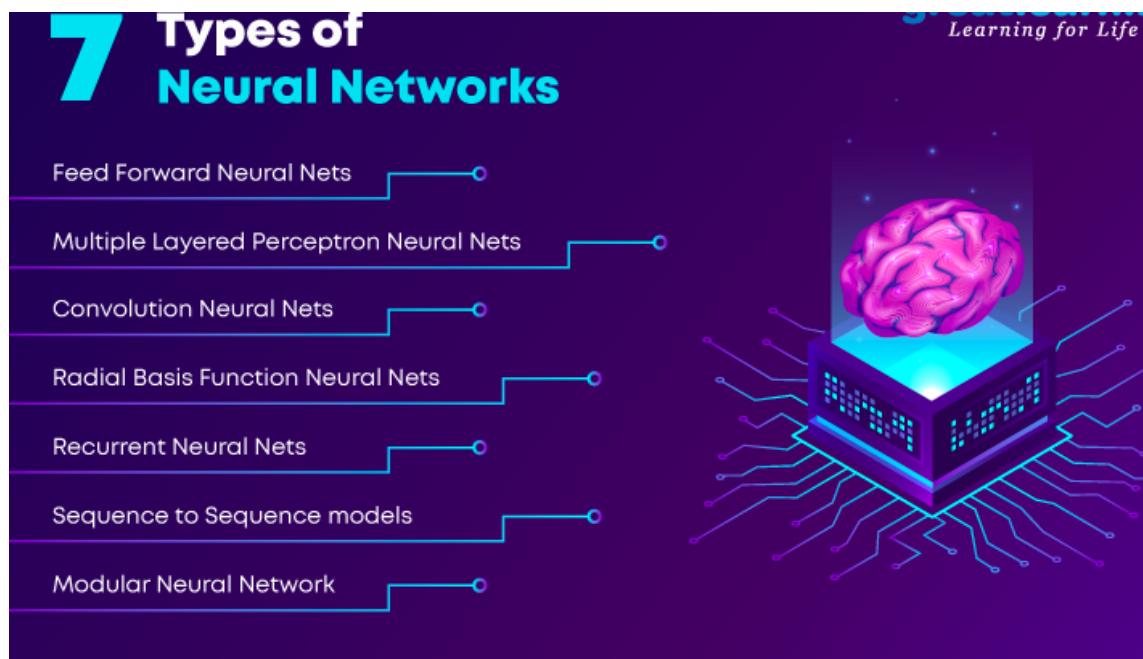 7 Types of
Neural Networks
Learning for Life
Feed Forward Neural Nets
Multiple Layered Perceptron Neural Nets
Convolution Neural Nets
Radial Basis Function Neural Nets
Recurrent Neural Nets
Sequence to Sequence models
Modular Neural Network